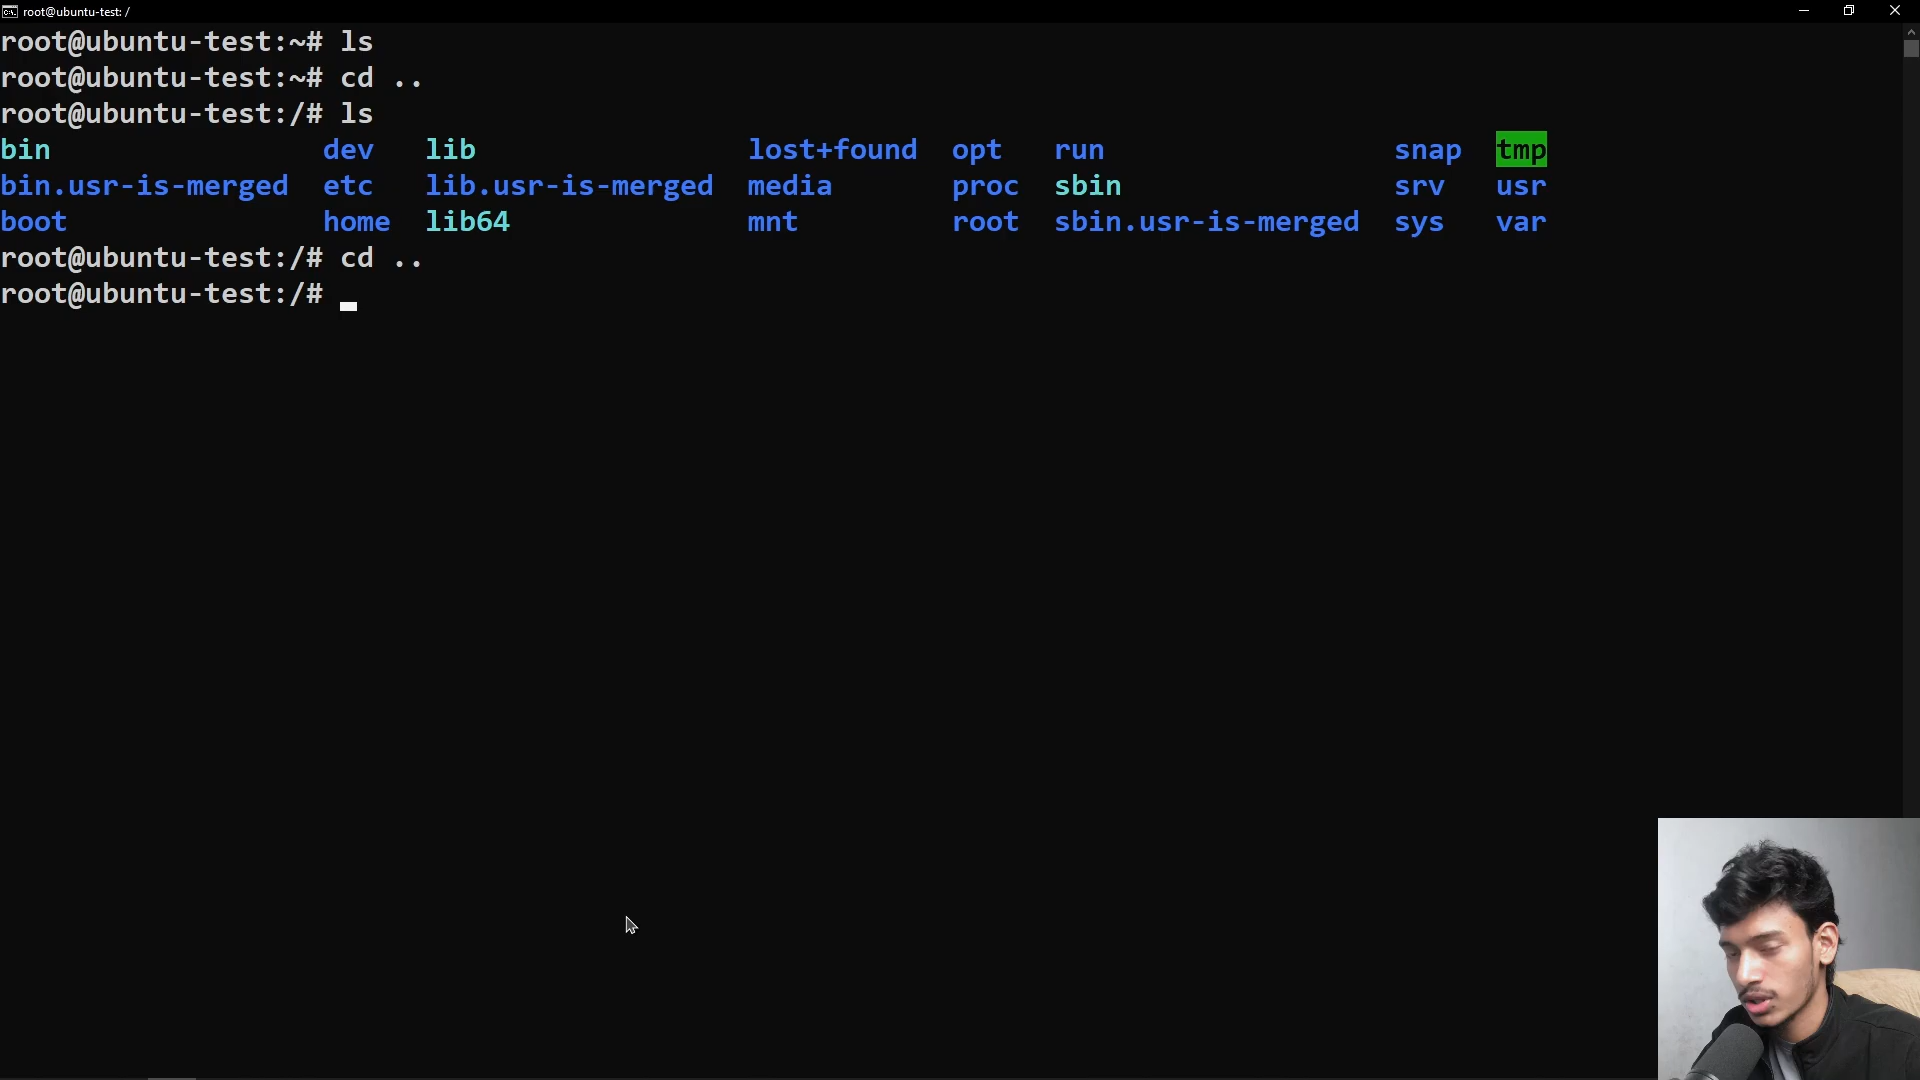 root@ubuntu-test: /
root@ubuntu-test:~# ls
root@ubuntu-test:~# cd ..
root@ubuntu-test:/# ls
bin dev lib lost+found opt run snap tmp
bin.usr-is-merged etc lib.usr-is-merged media proc sbin srv usr
boot home lib64 mnt root sbin.usr-is-merged sys var
root@ubuntu-test:/# cd ..
root@ubuntu-test:/#